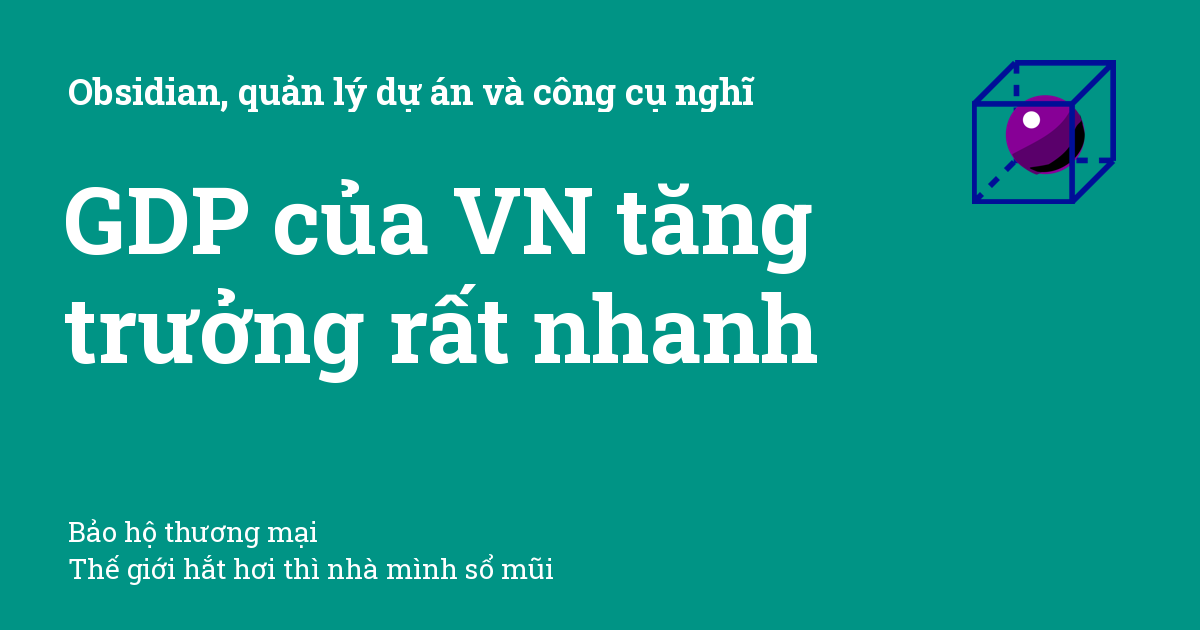 Obsidian, quản lý dự án và công cụ nghĩ
GDP của VN tăng
trưởng rất nhanh
Bảo hộ thương mại
Thế giới hắt hơi thì nhà mình sổ mũi